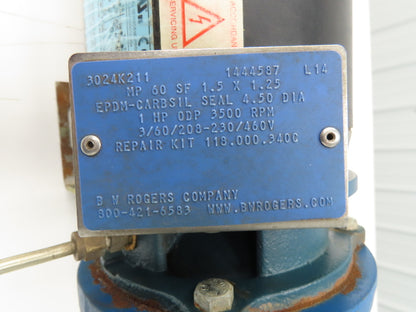 3024K211 1444587 L14
MP 60 SF 1.5 X 1.25
EPDM-CARBSIL SEAL 4.50 DIA
1 HP ODP 3500 RPM
3/60/208-230/460V
REPAIR KIT 118.000.340C
B W ROGERS COMPANY
800-421-6583 WWW.BWROGERS.COM